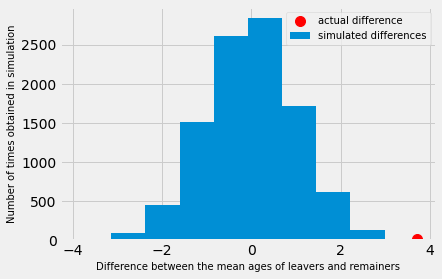 actual difference
simulated differences
Number of times obtained in simulation
2500
2000
1500
1000
500
0
−4 −2 0 2 4
Difference between the mean ages of leavers and remainers